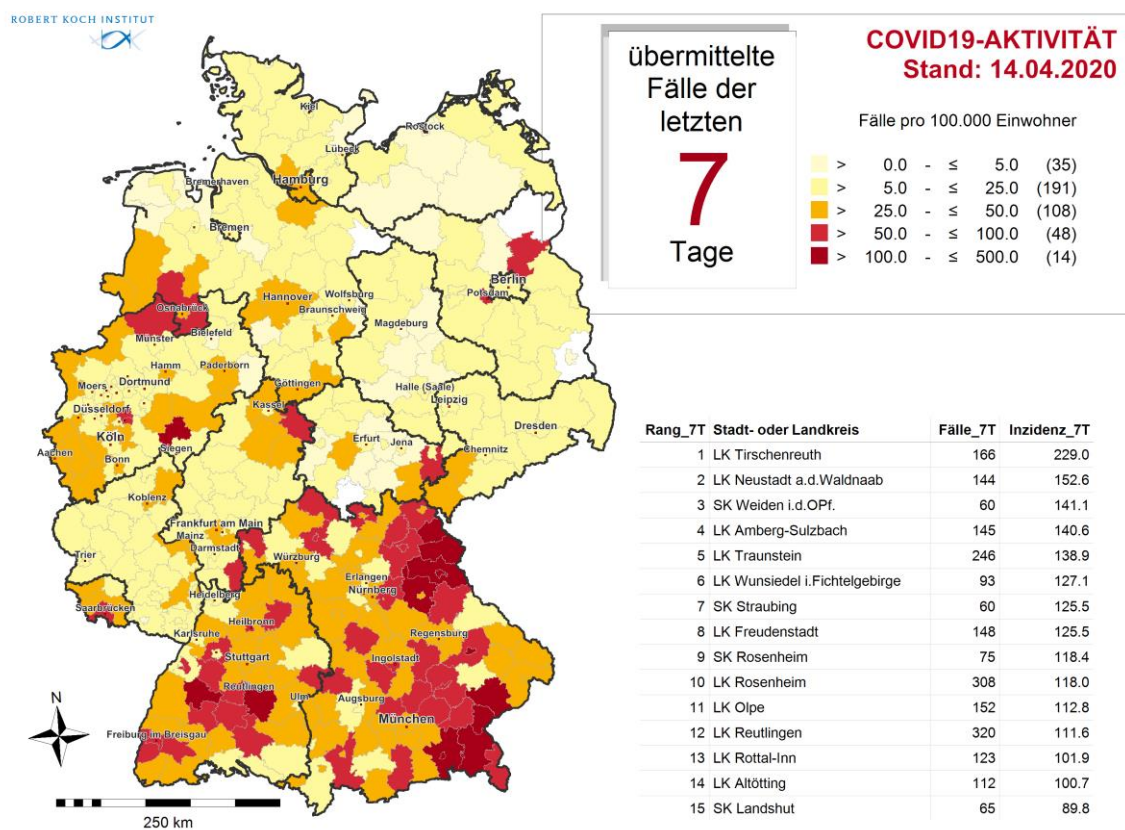 ROBERT KOCH INSTITUT
übermittelte
Fälle der
letzten
7
Tage
COVID19-AKTIVITÄT
Stand: 14.04.2020
Fälle pro 100.000 Einwohner
> 0.0 - ≤ 5.0 (35)
> 5.0 - ≤ 25.0 (191)
> 25.0 - ≤ 50.0 (108)
> 50.0 - ≤ 100.0 (48)
> 100.0 - ≤ 500.0 (14)
Kiel
Rostock
Lübeck
Hamburg
Bremerhaven
Bremen
Berlin
Potsdam
Hannover
Wolfsburg
Braunschweig
Osnabrück
Magdeburg
Bielefeld
Münster
Hamm
Paderborn
Göttingen
Moers
Dortmund
Halle (Saale)
Leipzig
Kassel
Düsseldorf
Dresden
Köln
Erfurt
Jena
Chemnitz
Aachen
Siegen
Bonn
Koblenz
Frankfurt am Main
Mainz
Darmstadt
Würzburg
Trier
Erlangen
Nürnberg
Heidelberg
Saarbrücken
Heilbronn
Karlsruhe
Regensburg
Stuttgart
Ingolstadt
Reutlingen
Ulm
Augsburg
München
Freiburg im Breisgau
N
250 km
Rang_7T Stadt- oder Landkreis Fälle_7T Inzidenz_7T
1 LK Tirschenreuth 166 229.0
2 LK Neustadt a.d.Waldnaab 144 152.6
3 SK Weiden i.d.OPf. 60 141.1
4 LK Amberg-Sulzbach 145 140.6
5 LK Traunstein 246 138.9
6 LK Wunsiedel i.Fichtelgebirge 93 127.1
7 SK Straubing 60 125.5
8 LK Freudenstadt 148 125.5
9 SK Rosenheim 75 118.4
10 LK Rosenheim 308 118.0
11 LK Olpe 152 112.8
12 LK Reutlingen 320 111.6
13 LK Rottal-Inn 123 101.9
14 LK Altötting 112 100.7
15 SK Landshut 65 89.8